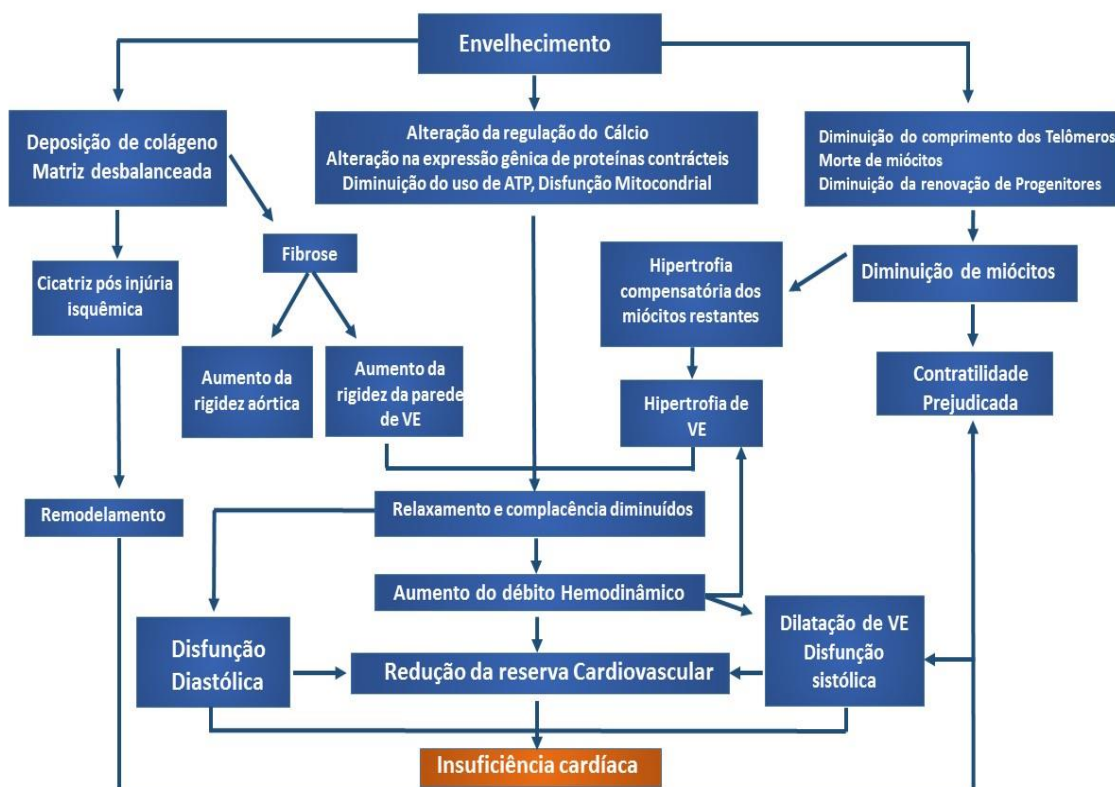 Envelhecimento
Deposição de colágeno
Matriz desbalanceada
Alteração da regulação do Cálcio
Alteração na expressão gênica de proteínas contrácteis
Diminuição do uso de ATP, Disfunção Mitocondrial
Diminuição do comprimento dos Telômeros
Morte de miócitos
Diminuição da renovação de Progenitores
Fibrose
Cicatriz pós injúria
isquêmica
Hipertrofia
compensatória dos
miócitos restantes
Diminuição de miócitos
Aumento da
rigidez aórtica
Aumento da
rigidez da parede
de VE
Hipertrofia de
VE
Contratilidade
Prejudicada
Remodelamento
Relaxamento e complacência diminuídos
Aumento do débito Hemodinâmico
Disfunção
Diastólica
Redução da reserva Cardiovascular
Dilatação de VE
Disfunção
sistólica
Insuficiência cardíaca